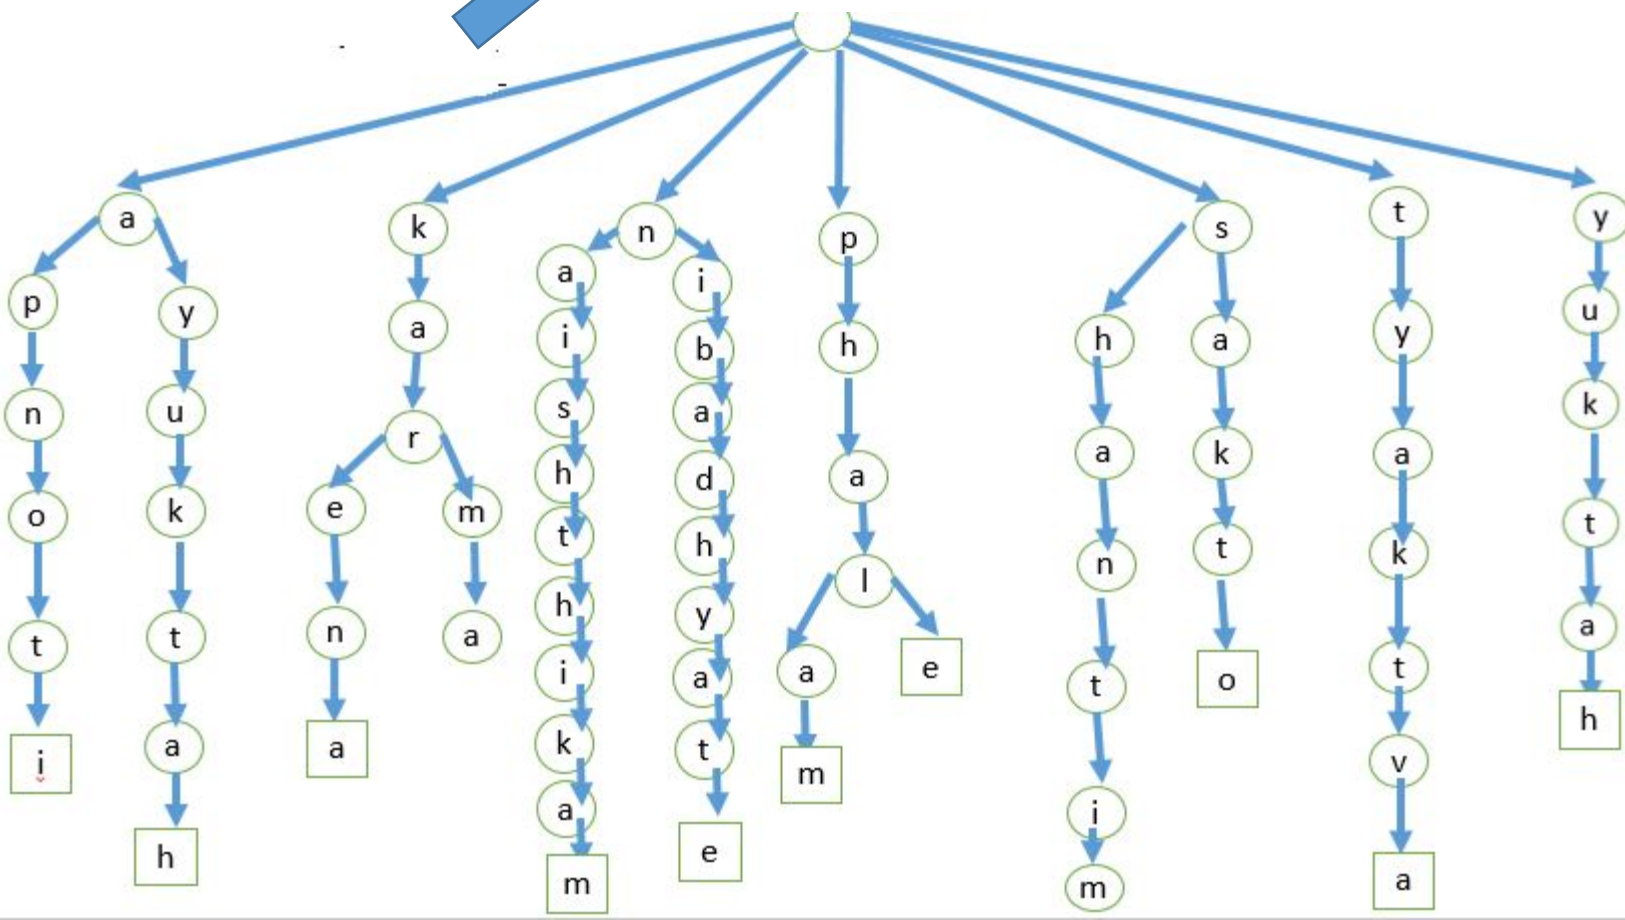 a
p n o t i
y u k t a h
k a r
e n a
m a
n
a i s h t h i k a m
i b a d h y a t e
p h a l
a m
e
s
h a n t i m
a k t o
t y a k t v a
y u k t a h